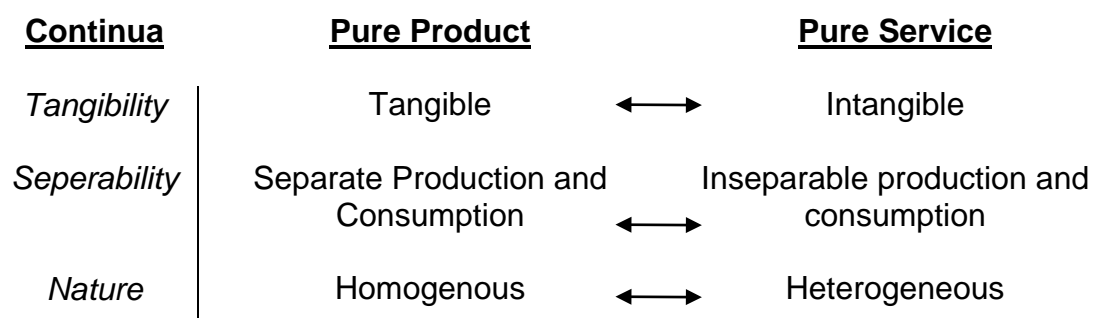 Continua Pure Product Pure Service
Tangibility Tangible Intangible
Seperability Separate Production and Inseparable production and
Consumption consumption
Nature Homogenous Heterogeneous